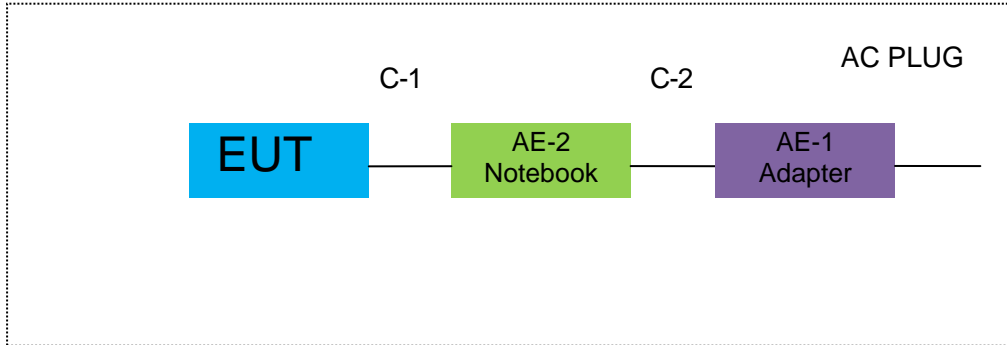 AC PLUG
C-1
C-2
EUT
AE-2
Notebook
AE-1
Adapter